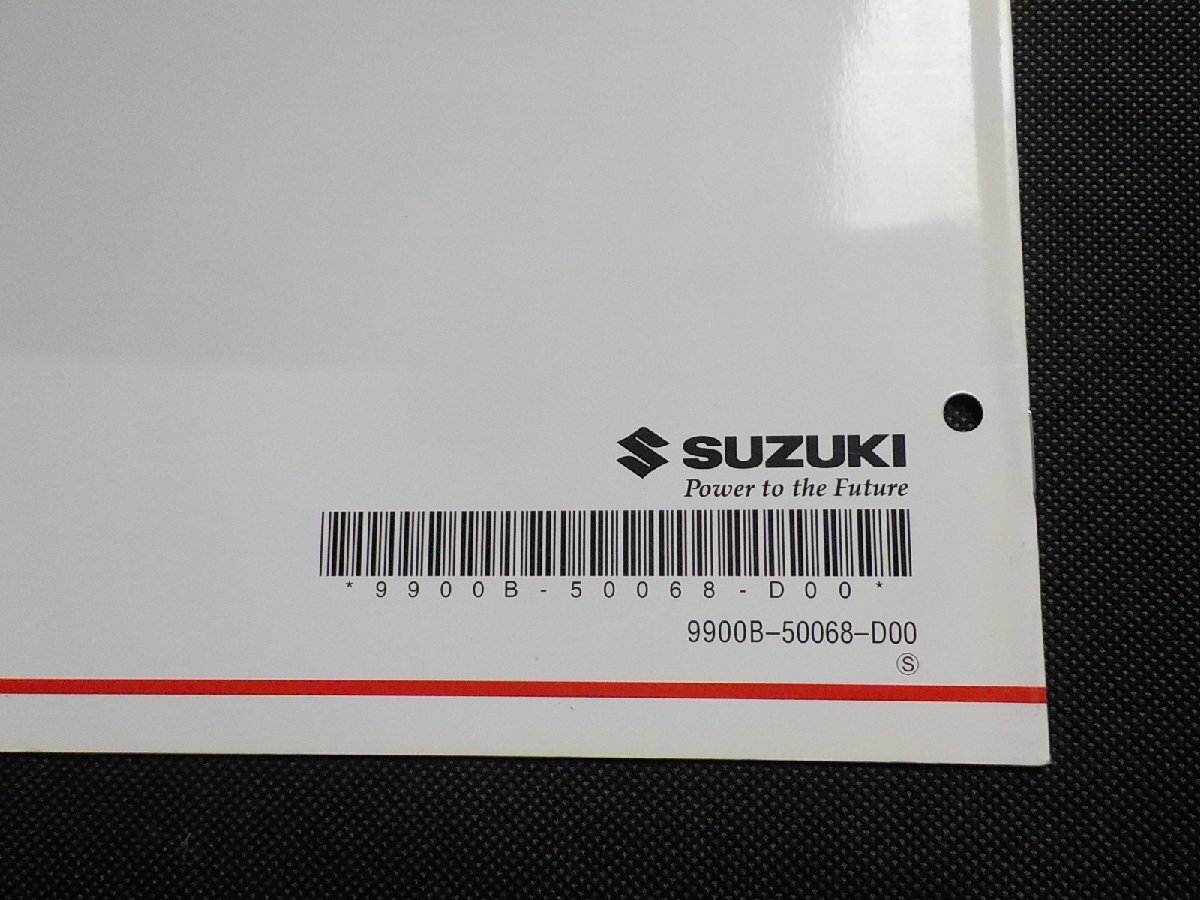 SUZUKI
Power to the Future
*9900B-50068-D00*
9900B-50068-D00
Ⓢ